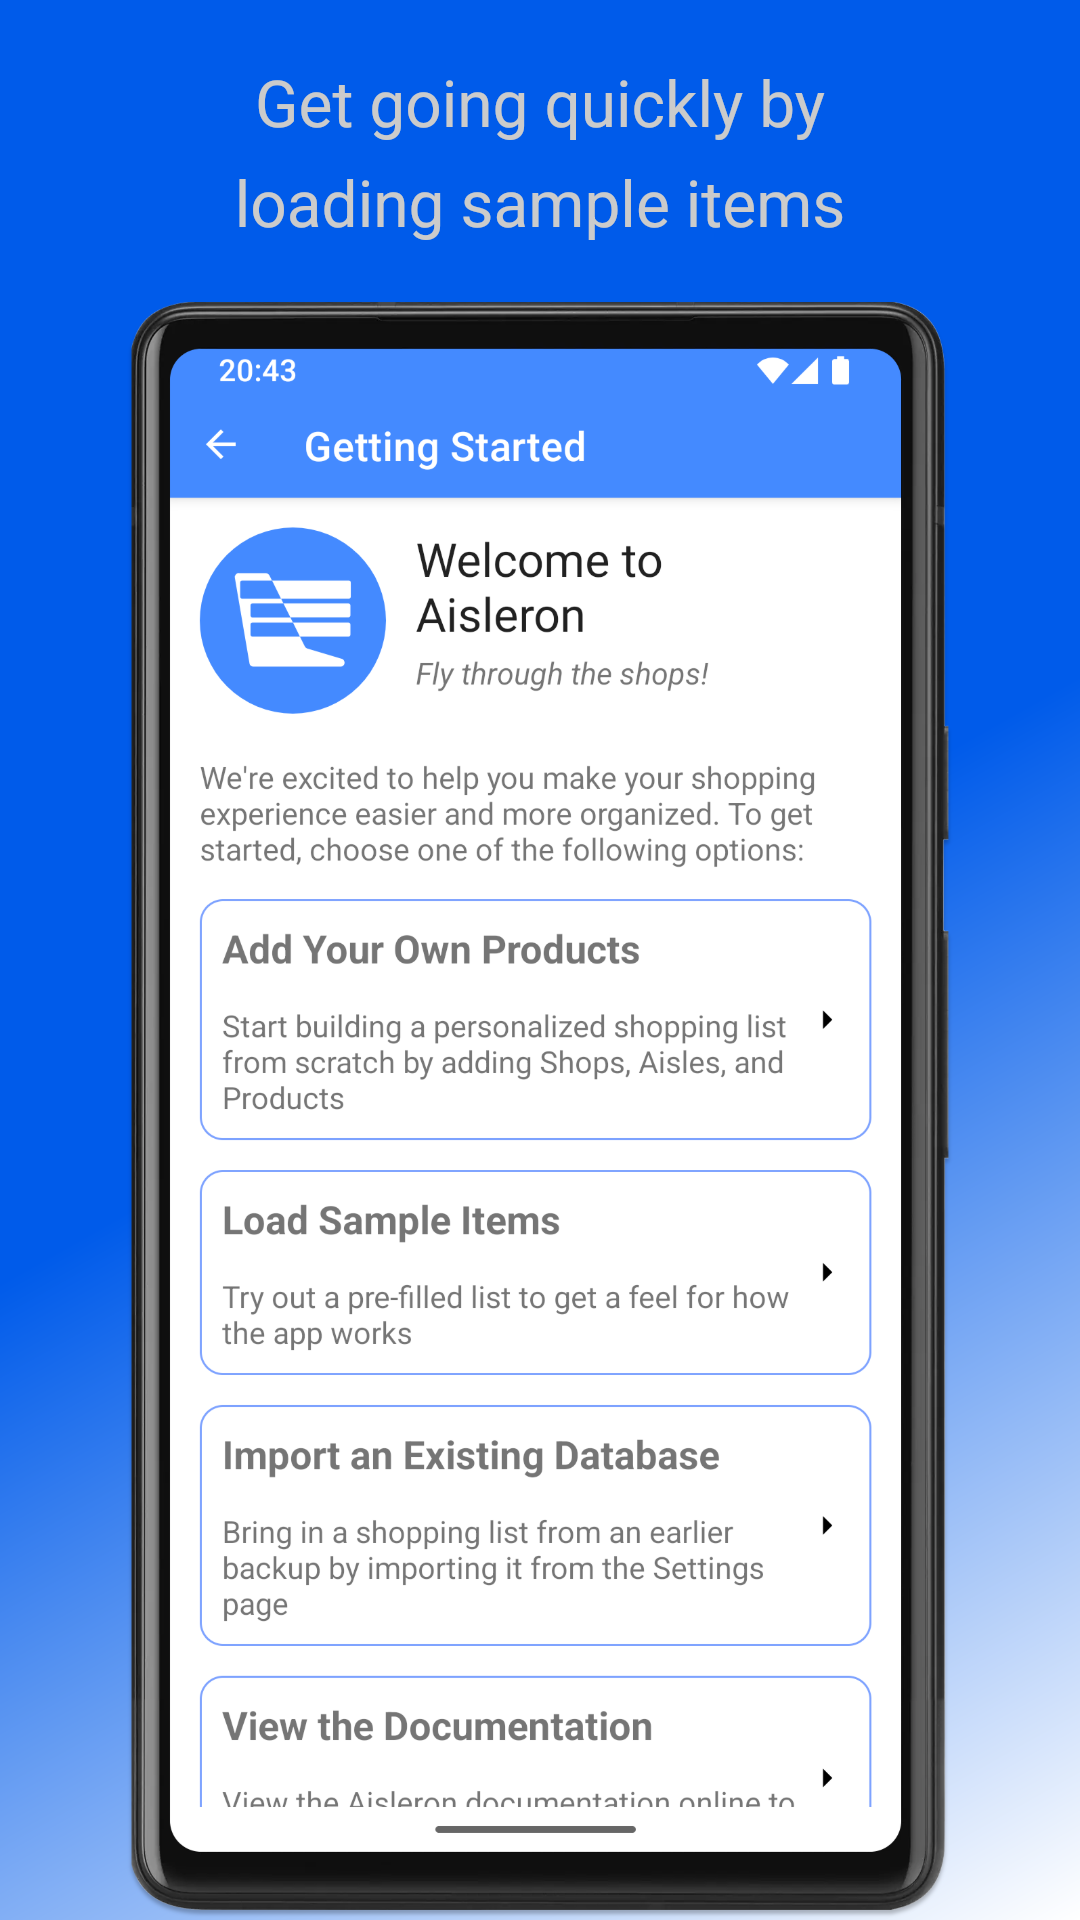 Get going quickly by
loading sample items
20:43
Getting Started
Welcome to
Aisleron
Fly through the shops!
We're excited to help you make your shopping
experience easier and more organized. To get
started, choose one of the following options:
Add Your Own Products
Start building a personalized shopping list
from scratch by adding Shops, Aisles, and
Products
Load Sample Items
Try out a pre-filled list to get a feel for how
the app works
Import an Existing Database
Bring in a shopping list from an earlier
backup by importing it from the Settings
page
View the Documentation
View the Aisleron documentation online to